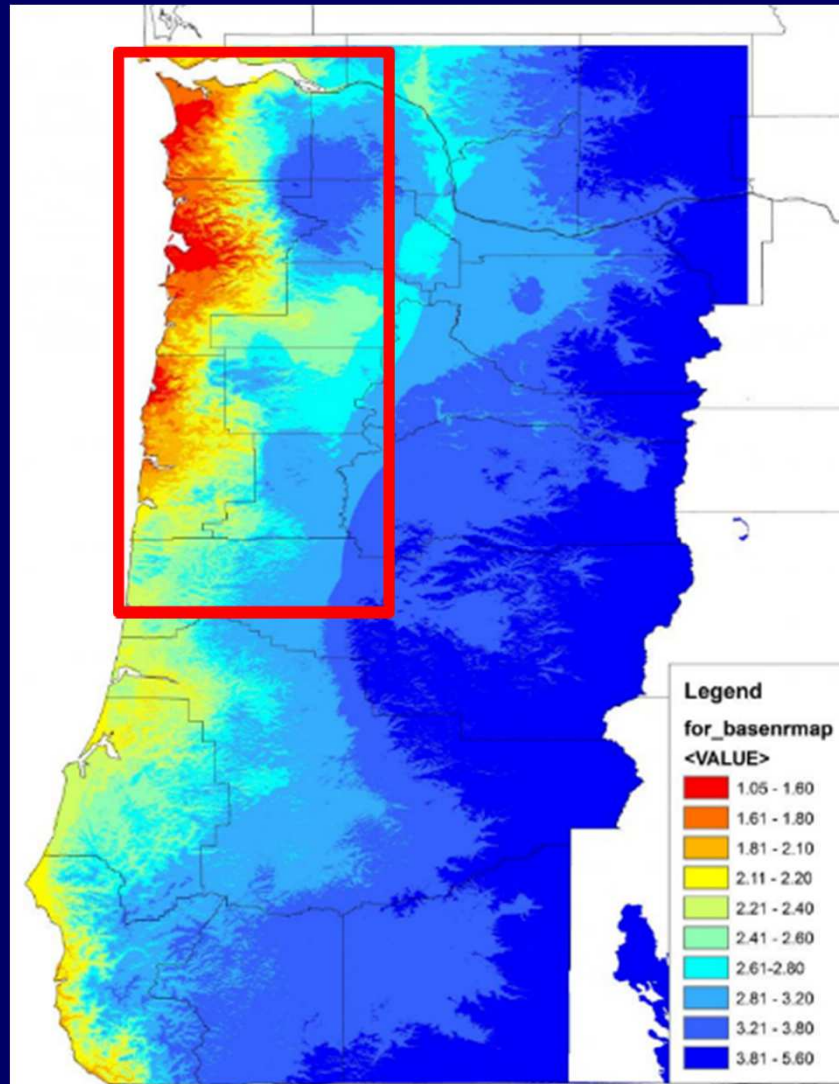 Legend
for_basenrmap
<VALUE>
1.05 - 1.60
1.61 - 1.80
1.81 - 2.10
2.11 - 2.20
2.21 - 2.40
2.41 - 2.60
2.61-2.80
2.81 - 3.20
3.21 - 3.80
3.81 - 5.60